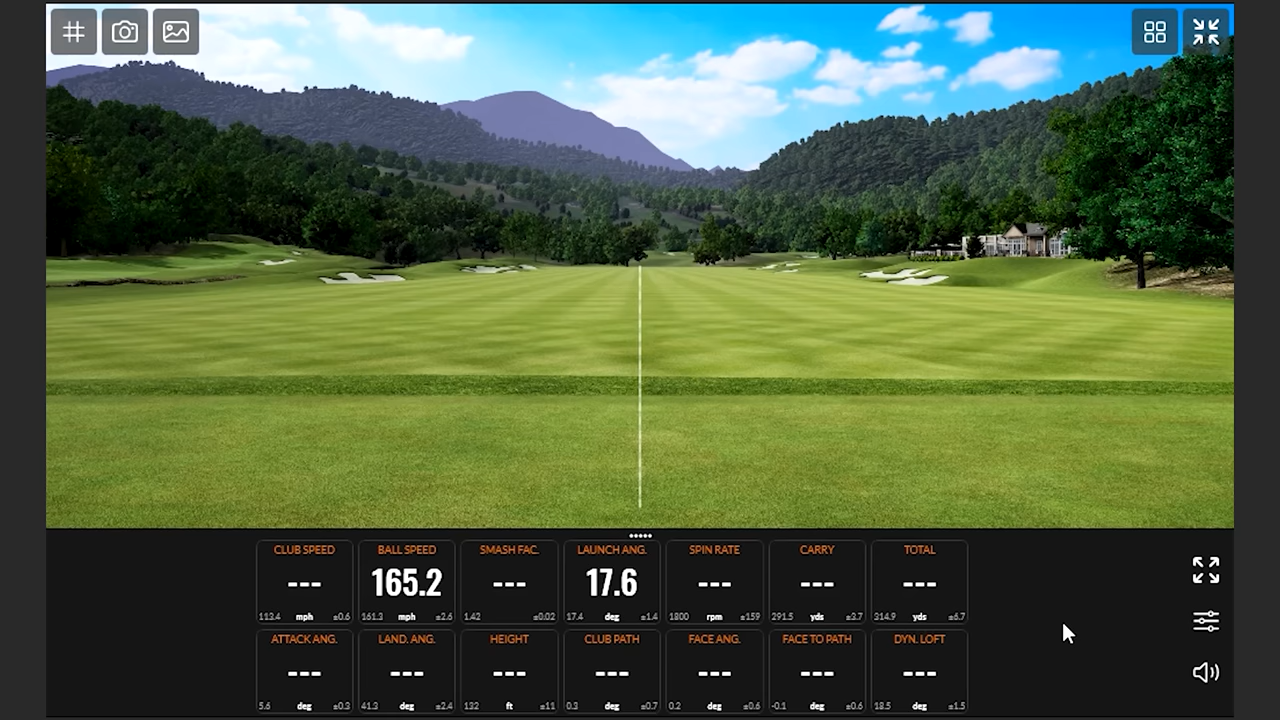 CLUB SPEED BALL SPEED SMASH FAC. LAUNCH ANG. SPIN RATE CARRY TOTAL
--- 165.2 --- 17.6 --- --- ---
113.4 mph ±0.6 161.3 mph ±2.6 1.42 ±0.02 17.4 deg ±1.4 1800 rpm ±159 291.5 yds ±3.7 314.9 yds ±6.7
ATTACK ANG. LAND. ANG. HEIGHT CLUB PATH FACE ANG. FACE TO PATH DYN. LOFT
--- --- --- --- --- --- ---
5.6 deg ±0.3 41.3 deg ±2.4 132 ft ±11 0.3 deg ±0.7 0.2 deg ±0.6 -0.1 deg ±0.6 18.5 deg ±1.5